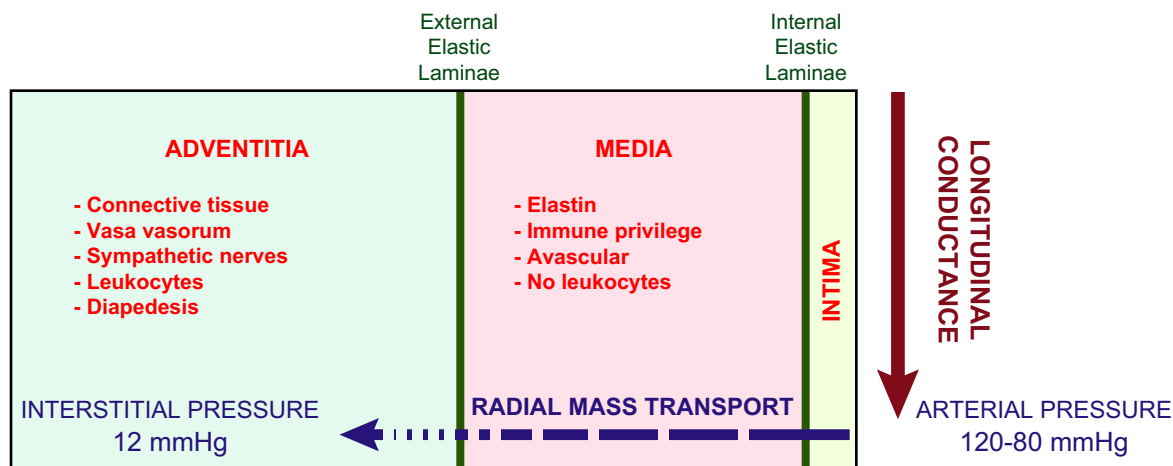 External
Elastic
Laminae
Internal
Elastic
Laminae
ADVENTITIA
- Connective tissue
- Vasa vasorum
- Sympathetic nerves
- Leukocytes
- Diapedesis
MEDIA
- Elastin
- Immune privilege
- Avascular
- No leukocytes
INTIMA
LONGITUDINAL
CONDUCTANCE
INTERSTITIAL PRESSURE
12 mmHg
RADIAL MASS TRANSPORT
ARTERIAL PRESSURE
120-80 mmHg